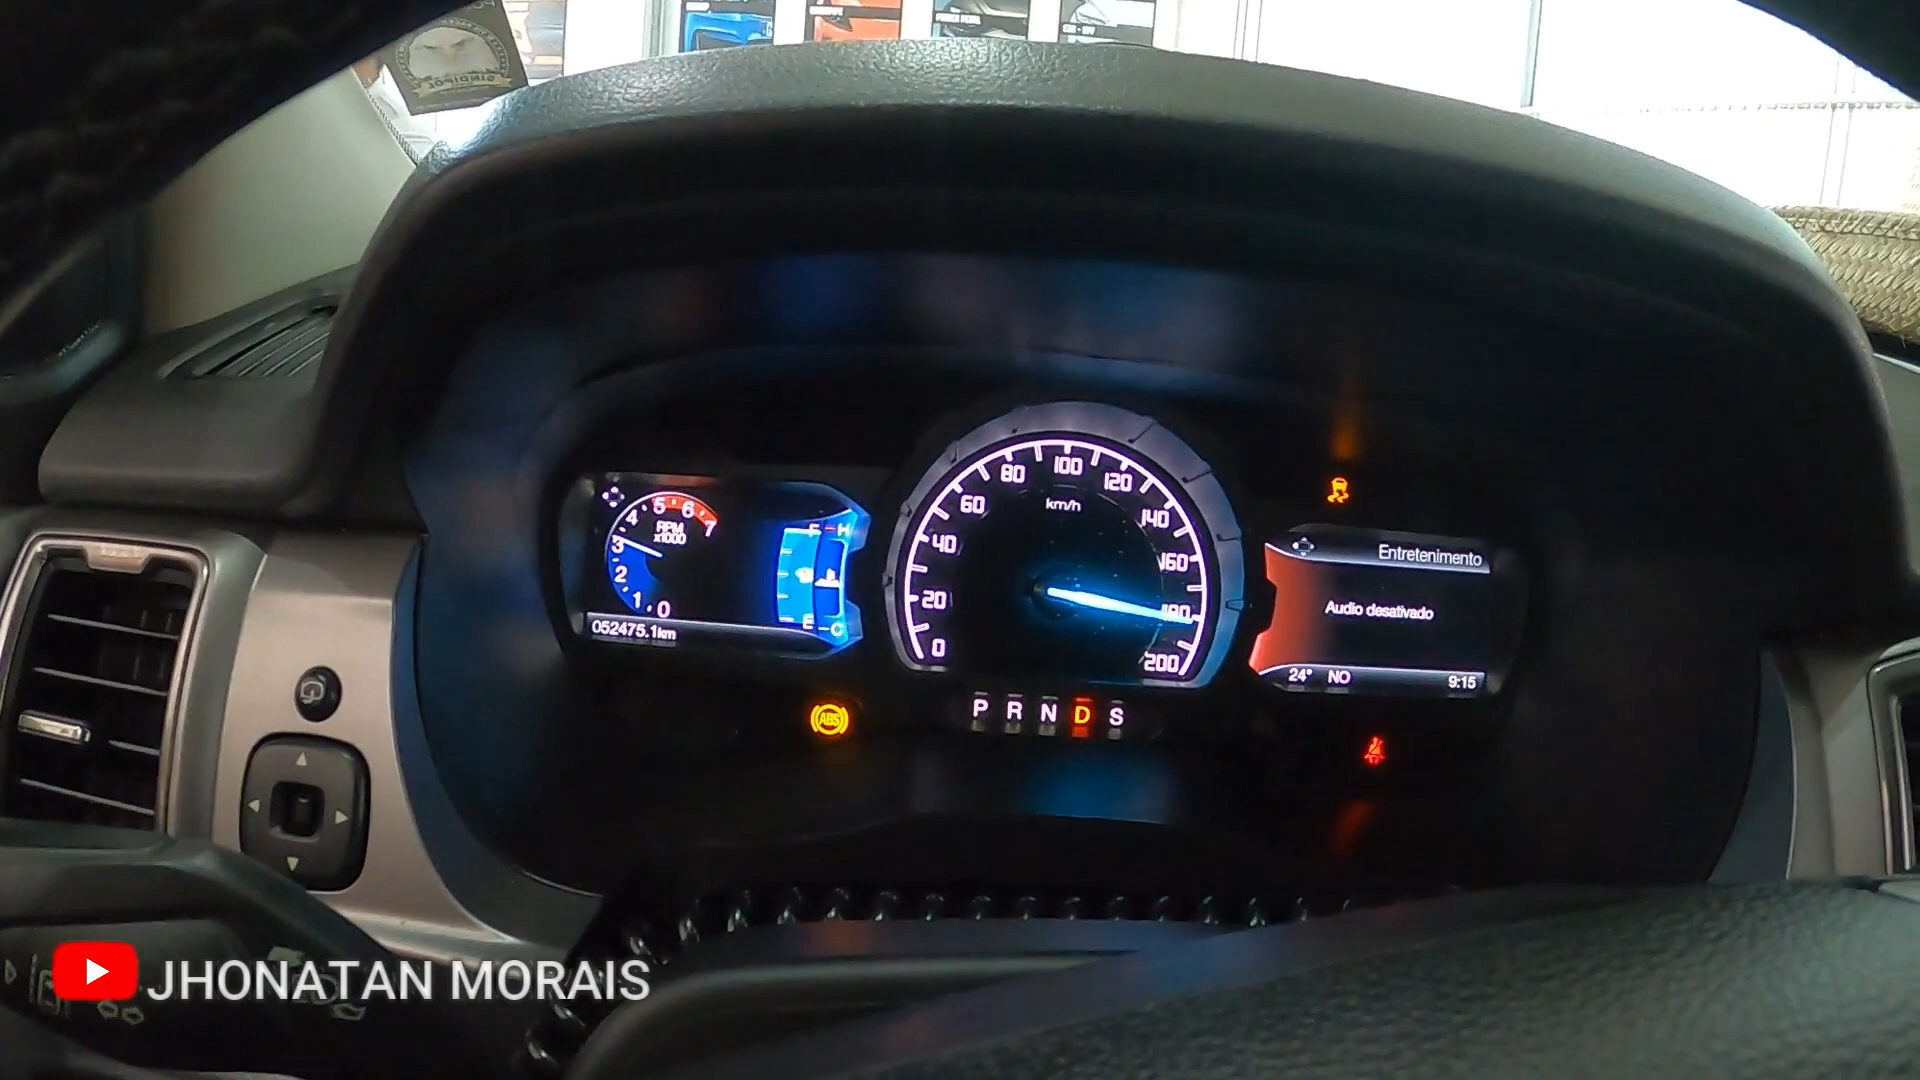 SINDIPOL
5
6
4
7
RPM
x1000
3
2
1
0
F
H
E
C
052475.1km
0
20
40
60
80
100
120
140
160
180
200
km/h
P R N D S
ABS
Entretenimento
Audio desativado
24° NO 9:15
JHONATAN MORAIS